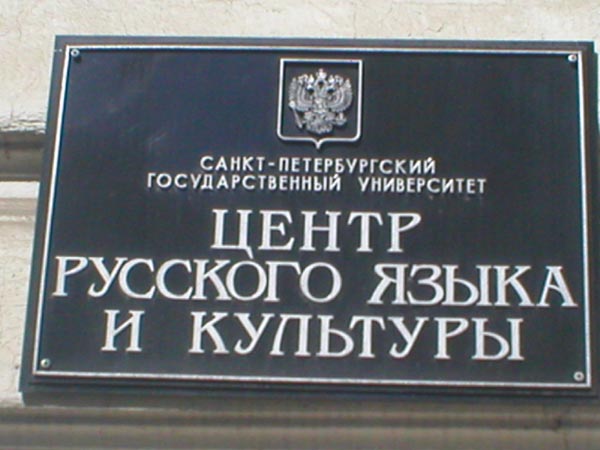 САНКТ-ПЕТЕРБУРГСКИЙ
ГОСУДАРСТВЕННЫЙ УНИВЕРСИТЕТ
ЦЕНТР
РУССКОГО ЯЗЫКА
И КУЛЬТУРЫ